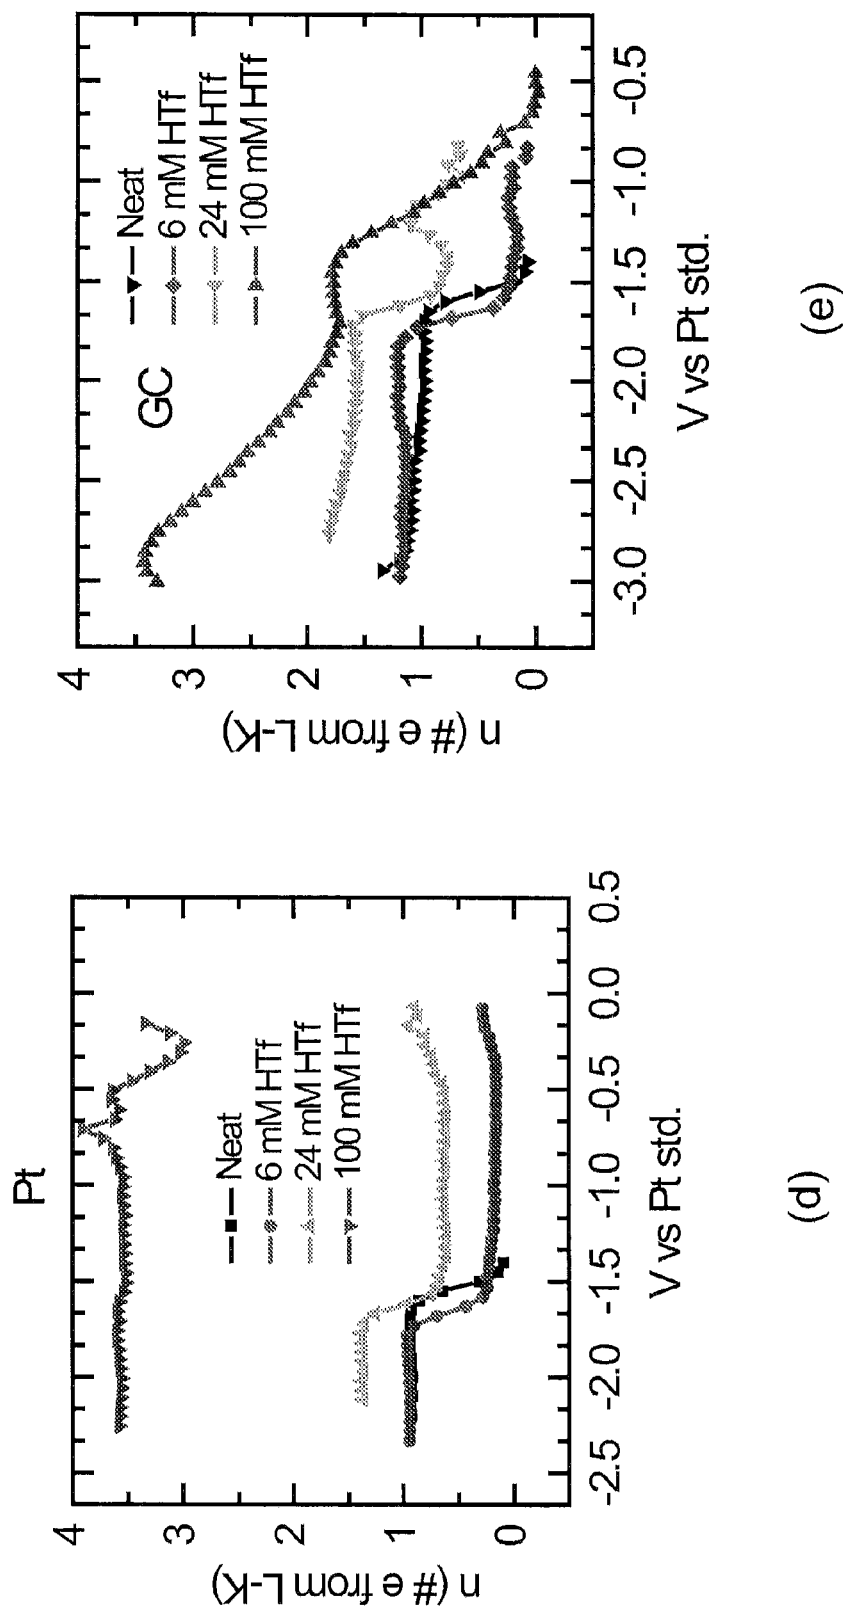 Pt
4
3
2
1
0
n (# e from L-K)
Neat
6 mM HTf
24 mM HTf
100 mM HTf
-2.5 -2.0 -1.5 -1.0 -0.5 0.0 0.5
V vs Pt std.
(d)
4
3
2
1
0
n (# e from L-K)
GC
Neat
6 mM HTf
24 mM HTf
100 mM HTf
-3.0 -2.5 -2.0 -1.5 -1.0 -0.5
V vs Pt std.
(e)